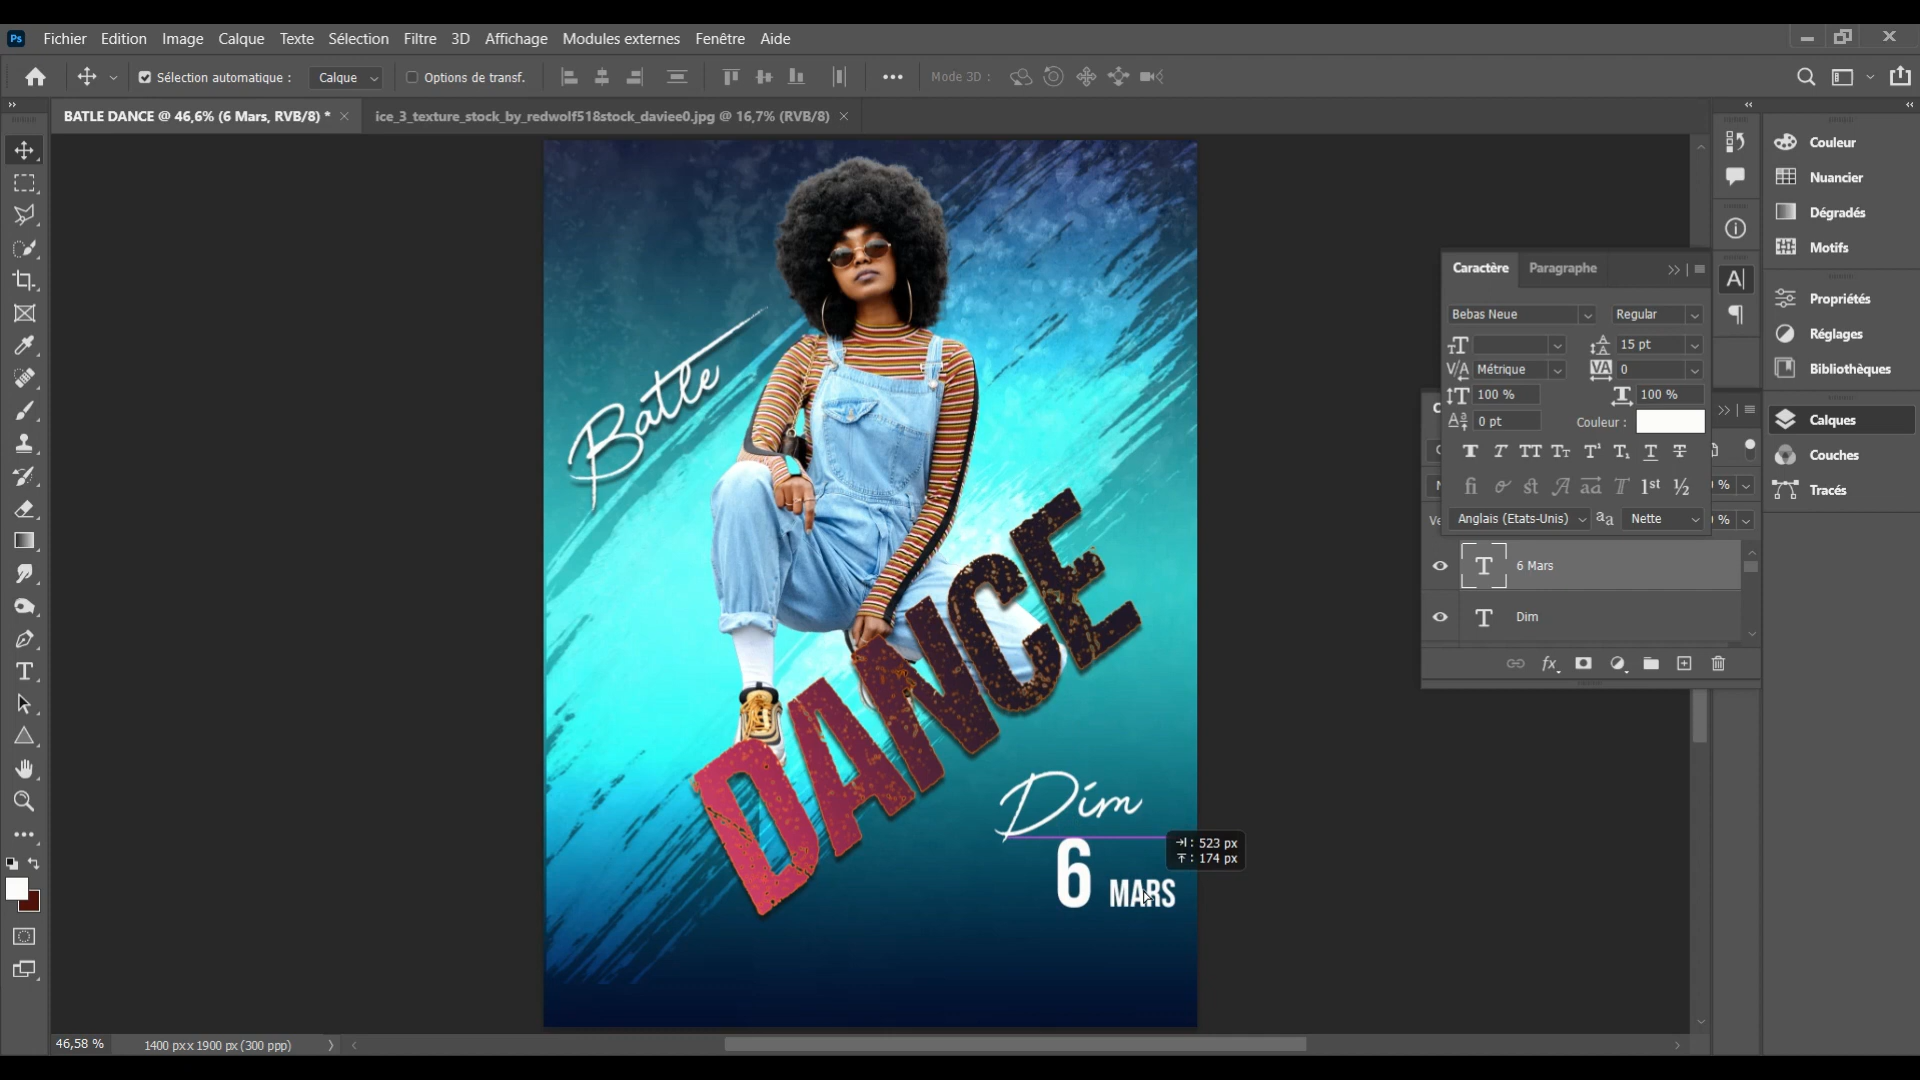 Ps Fichier Edition Image Calque Texte Sélection Filtre 3D Affichage Modules externes Fenêtre Aide
Sélection automatique : Calque Options de transf. Mode 3D :
BATLE DANCE @ 46,6% (6 Mars, RVB/8) * ice_3_texture_stock_by_redwolf518stock_daviee0.jpg @ 16,7% (RVB/8)
Batle
DANCE
Dim
6 MARS
: 523 px
: 174 px
Caractère Paragraphe
Bebas Neue Regular
15 pt
Métrique 0
100 % 100 %
0 pt Couleur :
Anglais (Etats-Unis) Nette
%
%
6 Mars
Dim
Couleur
Nuancier
Dégradés
Motifs
Propriétés
Réglages
Bibliothèques
Calques
Couches
Tracés
46,58 % 1400 px x 1900 px (300 ppp)